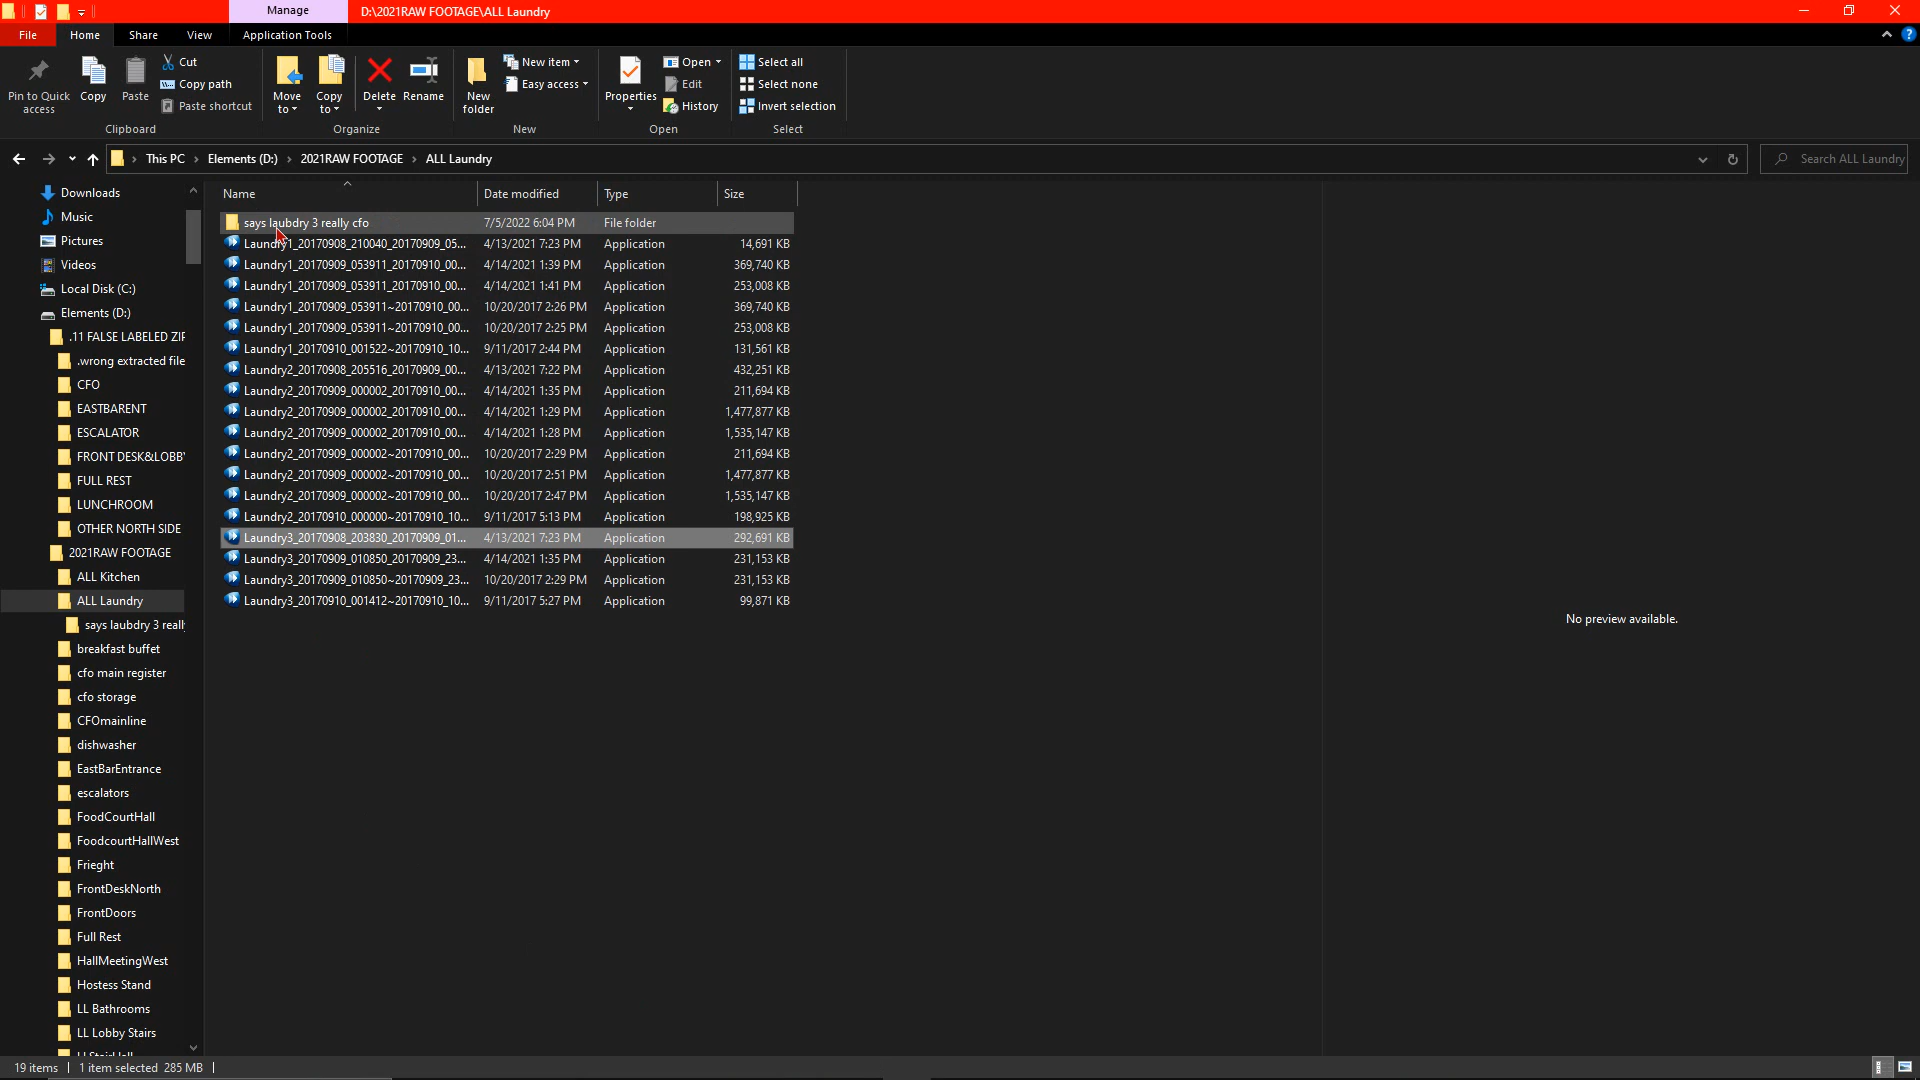 Manage
D:\2021RAW FOOTAGE\ALL Laundry
File Home Share View Application Tools
Pin to Quick access
Copy
Paste
Cut
Copy path
Paste shortcut
Clipboard
Move to
Copy to
Delete
Rename
Organize
New folder
New item
Easy access
New
Properties
Open
Edit
History
Open
Select all
Select none
Invert selection
Select
This PC › Elements (D:) › 2021RAW FOOTAGE › ALL Laundry
Search ALL Laundry
Downloads
Music
Pictures
Videos
Local Disk (C:)
Elements (D:)
.11 FALSE LABELED ZIF
.wrong extracted file
CFO
EASTBARENT
ESCALATOR
FRONT DESK&LOBBY
FULL REST
LUNCHROOM
OTHER NORTH SIDE
2021RAW FOOTAGE
ALL Kitchen
ALL Laundry
says laubdry 3 reall
breakfast buffet
cfo main register
cfo storage
CFOmainline
dishwasher
EastBarEntrance
escalators
FoodCourtHall
FoodcourtHallWest
Frieght
FrontDeskNorth
FrontDoors
Full Rest
HallMeetingWest
Hostess Stand
LL Bathrooms
LL Lobby Stairs
Name Date modified Type Size
says laubdry 3 really cfo 7/5/2022 6:04 PM File folder
Laundry1_20170908_210040_20170909_05... 4/13/2021 7:23 PM Application 14,691 KB
Laundry1_20170909_053911_20170910_00... 4/14/2021 1:39 PM Application 369,740 KB
Laundry1_20170909_053911_20170910_00... 4/14/2021 1:41 PM Application 253,008 KB
Laundry1_20170909_053911~20170910_00... 10/20/2017 2:26 PM Application 369,740 KB
Laundry1_20170909_053911~20170910_00... 10/20/2017 2:25 PM Application 253,008 KB
Laundry1_20170910_001522~20170910_10... 9/11/2017 2:44 PM Application 131,561 KB
Laundry2_20170908_205516_20170909_00... 4/13/2021 7:22 PM Application 432,251 KB
Laundry2_20170909_000002_20170910_00... 4/14/2021 1:35 PM Application 211,694 KB
Laundry2_20170909_000002_20170910_00... 4/14/2021 1:29 PM Application 1,477,877 KB
Laundry2_20170909_000002_20170910_00... 4/14/2021 1:28 PM Application 1,535,147 KB
Laundry2_20170909_000002~20170910_00... 10/20/2017 2:29 PM Application 211,694 KB
Laundry2_20170909_000002~20170910_00... 10/20/2017 2:51 PM Application 1,477,877 KB
Laundry2_20170909_000002~20170910_00... 10/20/2017 2:47 PM Application 1,535,147 KB
Laundry2_20170910_000000~20170910_10... 9/11/2017 5:13 PM Application 198,925 KB
Laundry3_20170908_203830_20170909_01... 4/13/2021 7:23 PM Application 292,691 KB
Laundry3_20170909_010850_20170909_23... 4/14/2021 1:35 PM Application 231,153 KB
Laundry3_20170909_010850~20170909_23... 10/20/2017 2:29 PM Application 231,153 KB
Laundry3_20170910_001412~20170910_10... 9/11/2017 5:27 PM Application 99,871 KB
No preview available.
19 items 1 item selected 285 MB